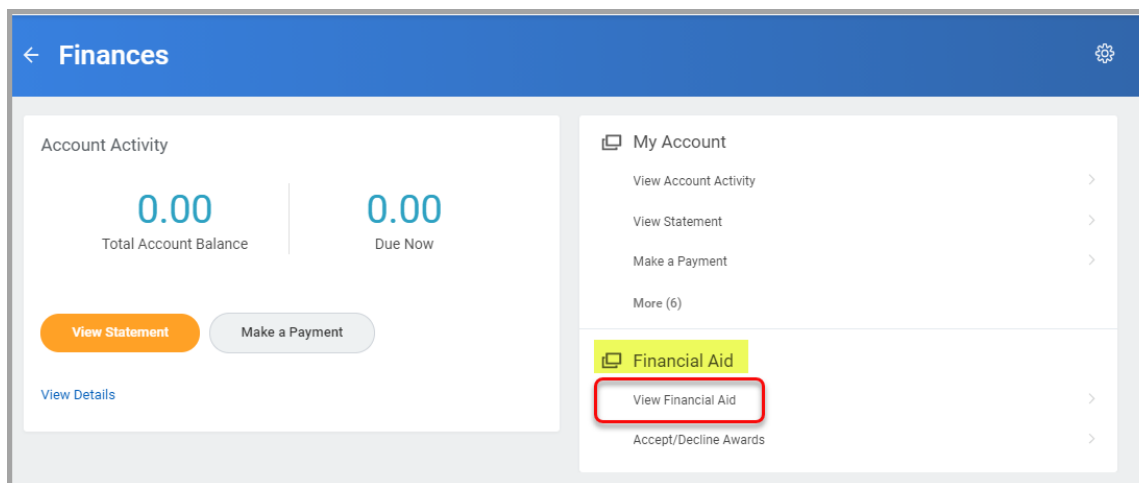 Finances
Account Activity
0.00
Total Account Balance
0.00
Due Now
View Statement
Make a Payment
View Details
My Account
View Account Activity
View Statement
Make a Payment
More (6)
Financial Aid
View Financial Aid
Accept/Decline Awards